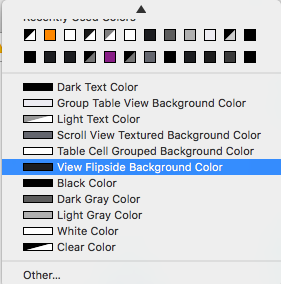 Recently Used Colors
Dark Text Color
Group Table View Background Color
Light Text Color
Scroll View Textured Background Color
Table Cell Grouped Background Color
View Flipside Background Color
Black Color
Dark Gray Color
Light Gray Color
White Color
Clear Color
Other...